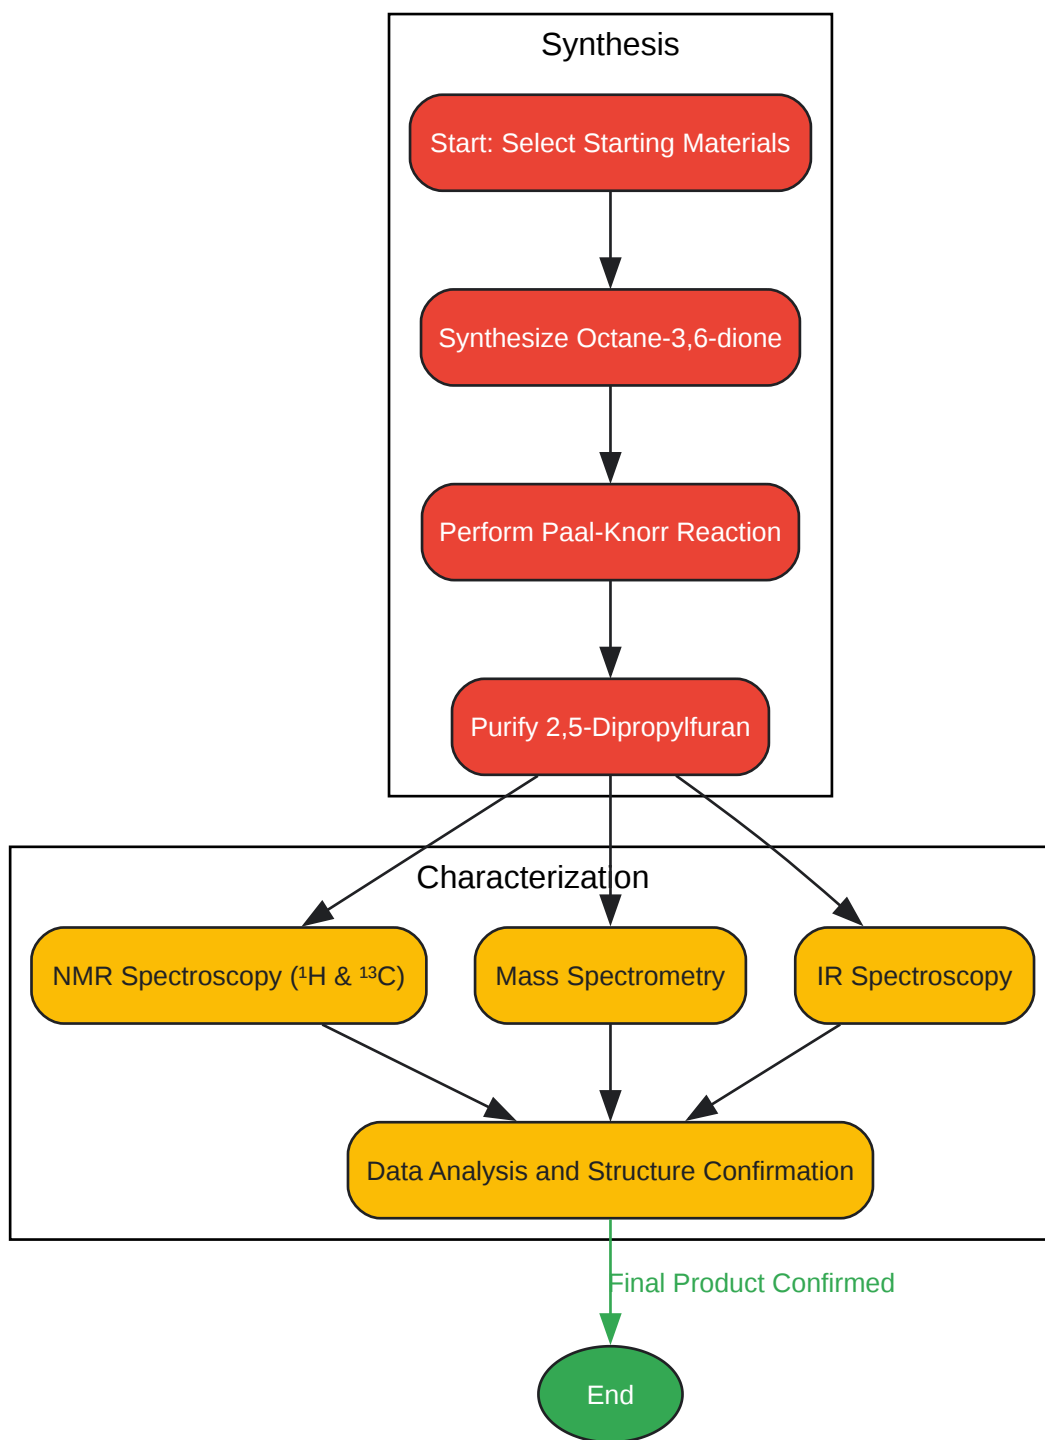 Synthesis
Start: Select Starting Materials
Synthesize Octane-3,6-dione
Perform Paal-Knorr Reaction
Purify 2,5-Dipropylfuran
Characterization
NMR Spectroscopy (¹H & ¹³C)
Mass Spectrometry
IR Spectroscopy
Data Analysis and Structure Confirmation
Final Product Confirmed
End